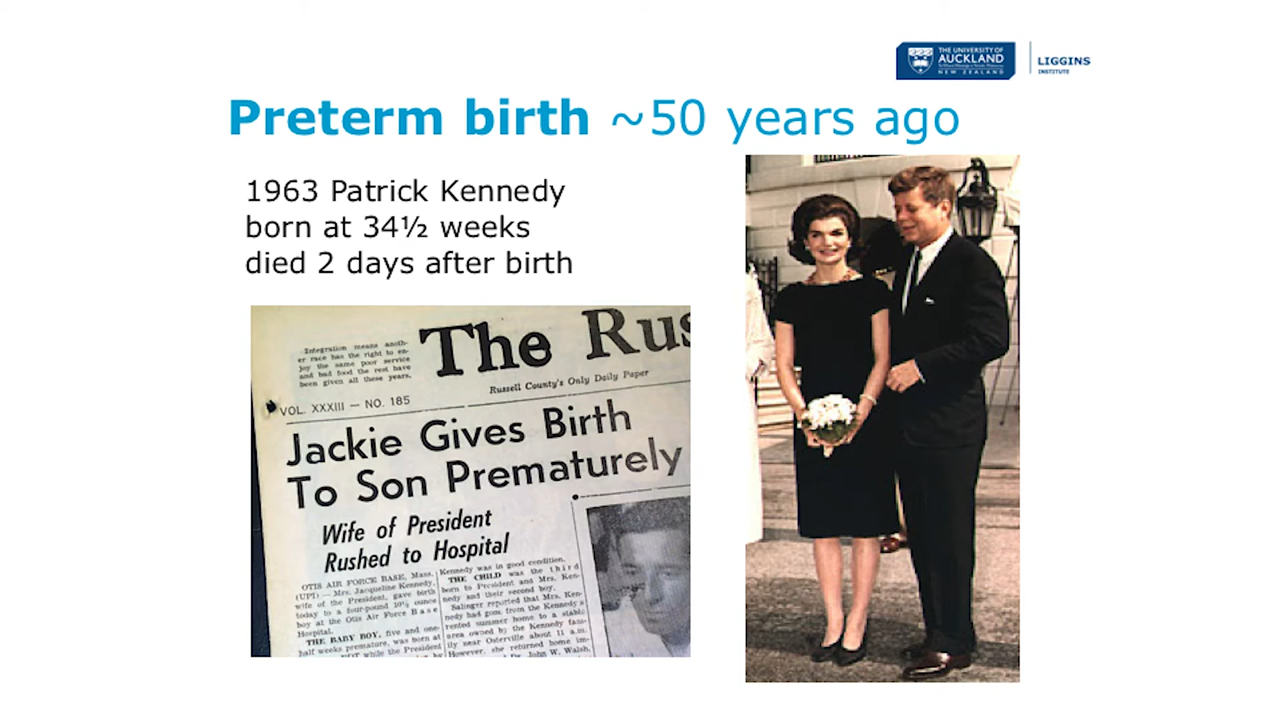 THE UNIVERSITY OF
AUCKLAND
NEW ZEALAND
LIGGINS
INSTITUTE
Preterm birth ~50 years ago
1963 Patrick Kennedy
born at 34½ weeks
died 2 days after birth
Integration means anoth-
er race has the right to en-
joy the same poor service
and bad food the rest have
been given all these years.
The Rus
Russell County's Only Daily Paper
VOL. XXXIII — NO. 185
Jackie Gives Birth
To Son Prematurely
Wife of President
Rushed to Hospital
OTIS AIR FORCE BASE, Mass.
(UPI) — Mrs. Jacqueline Kennedy,
wife of the President, gave birth
today to a four-pound 10½ ounce
boy at the Otis Air Force Base
Hospital.
THE BABY BOY, five and one-
half weeks premature, was born at
while the President
Kennedy was in good condition.
THE CHILD was the third
born to President and Mrs. Ken-
nedy and their second boy.
Salinger reported that Mrs. Ken-
nedy had gone from the Kennedy's
rented summer home to a stable
area owned by the Kennedy fam-
ily near Osterville about 11 a.m.
However, she returned home im-
Dr. John W. Walsh,